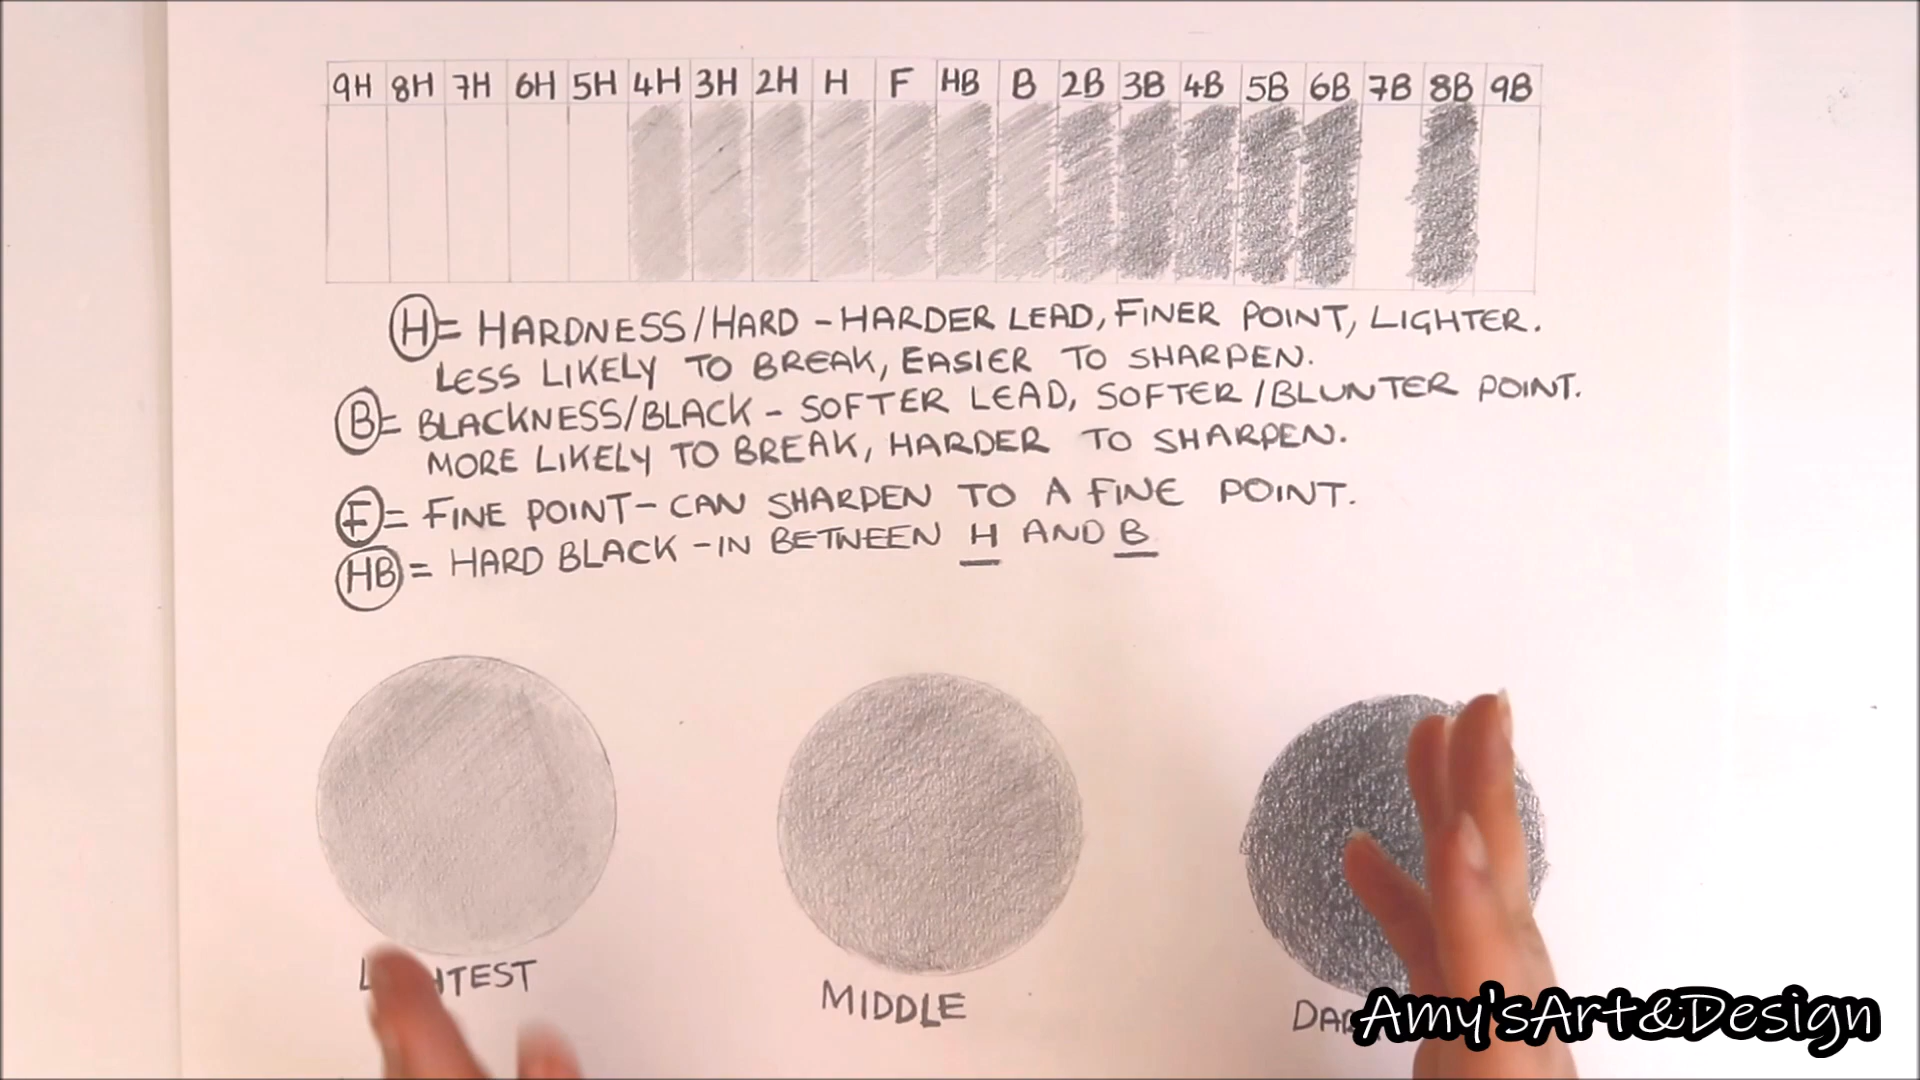 9H 8H 7H 6H 5H 4H 3H 2H H F HB B 2B 3B 4B 5B 6B 7B 8B 9B
H = HARDNESS/HARD - HARDER LEAD, FINER POINT, LIGHTER.
LESS LIKELY TO BREAK, EASIER TO SHARPEN.
B = BLACKNESS/BLACK - SOFTER LEAD, SOFTER/BLUNTER POINT.
MORE LIKELY TO BREAK, HARDER TO SHARPEN.
F = FINE POINT - CAN SHARPEN TO A FINE POINT.
HB = HARD BLACK - IN BETWEEN H AND B
MIDDLE
Amy'sArt&Design